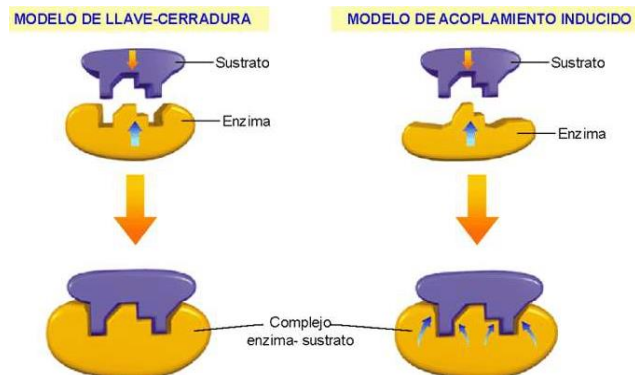 MODELO DE LLAVE-CERRADURA
MODELO DE ACOPLAMIENTO INDUCIDO
Sustrato
Sustrato
Enzima
Enzima
Complejo
enzima- sustrato